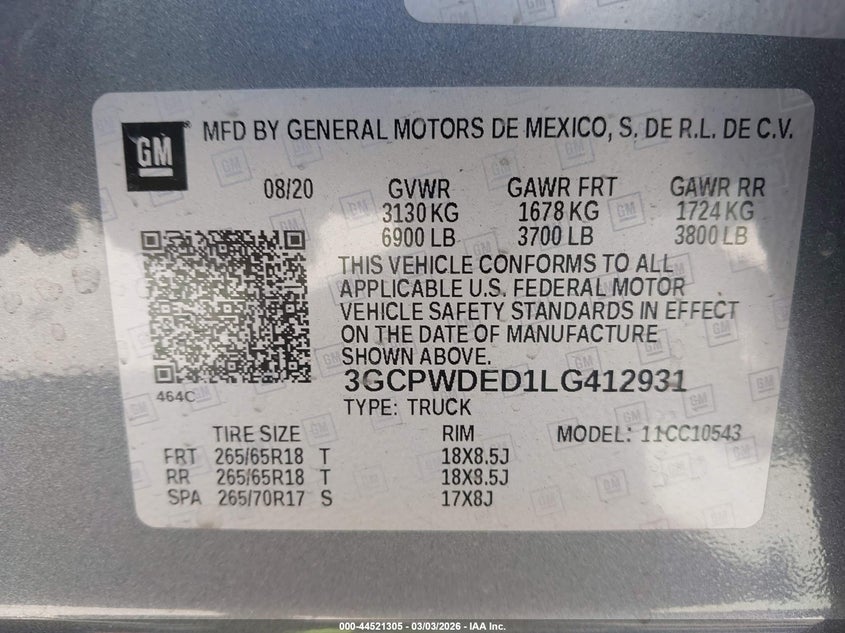 GM MFD BY GENERAL MOTORS DE MEXICO, S. DE R.L. DE C.V.
08/20 GVWR GAWR FRT GAWR RR
3130 KG 1678 KG 1724 KG
6900 LB 3700 LB 3800 LB
THIS VEHICLE CONFORMS TO ALL
APPLICABLE U.S. FEDERAL MOTOR
VEHICLE SAFETY STANDARDS IN EFFECT
ON THE DATE OF MANUFACTURE
SHOWN ABOVE.
3GCPWDED1LG412931
464C
TYPE: TRUCK
TIRE SIZE RIM MODEL: 11CC10543
FRT 265/65R18 T 18X8.5J
RR 265/65R18 T 18X8.5J
SPA 265/70R17 S 17X8J
000-44521305 - 03/03/2026 - IAA Inc.